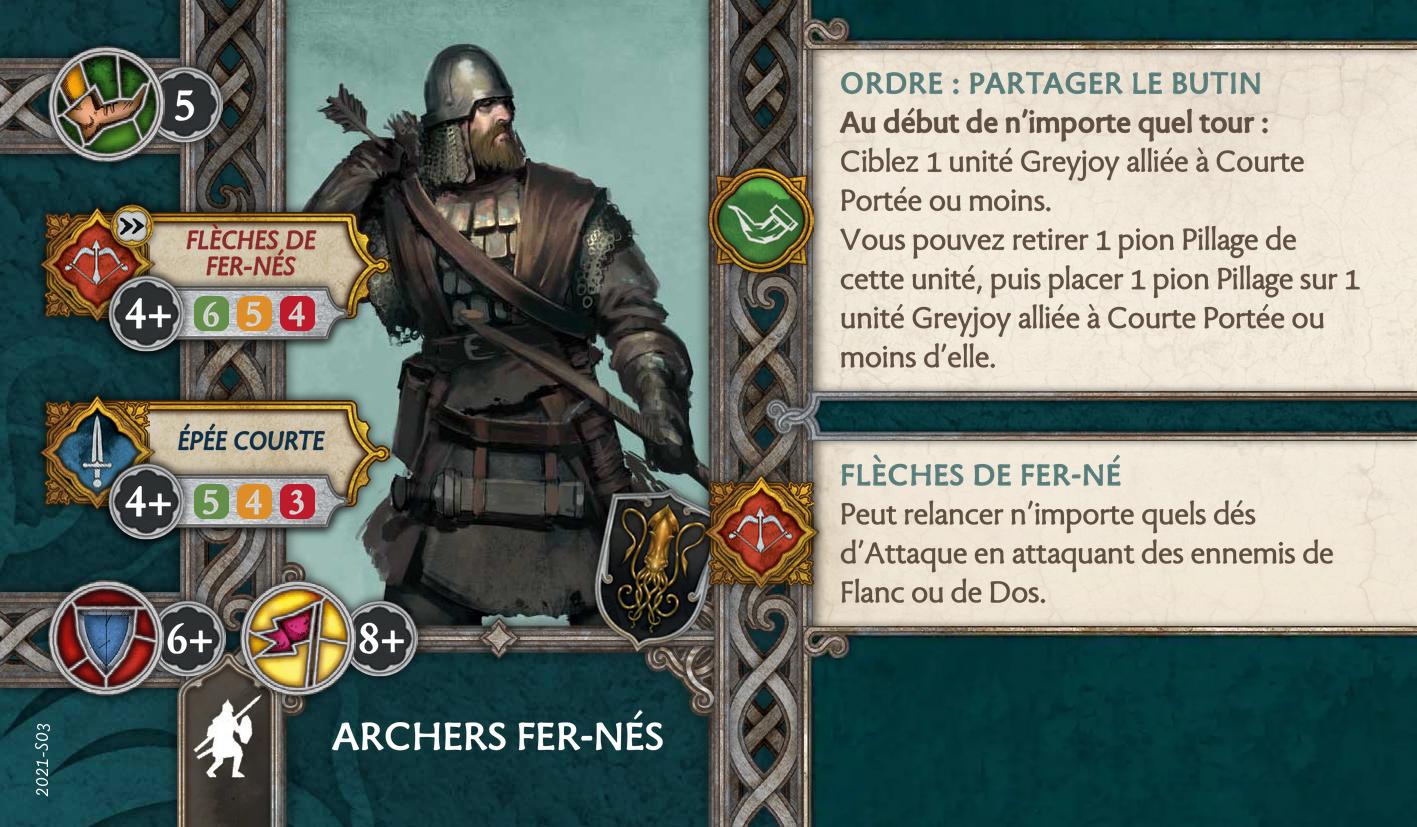 5
FLÈCHES DE
FER-NÉS
4+ 6 5 4
ÉPÉE COURTE
4+ 5 4 3
6+ 8+
ARCHERS FER-NÉS
2021-S03
ORDRE : PARTAGER LE BUTIN
Au début de n’importe quel tour :
Ciblez 1 unité Greyjoy alliée à Courte
Portée ou moins.
Vous pouvez retirer 1 pion Pillage de
cette unité, puis placer 1 pion Pillage sur 1
unité Greyjoy alliée à Courte Portée ou
moins d’elle.
FLÈCHES DE FER-NÉ
Peut relancer n’importe quels dés
d’Attaque en attaquant des ennemis de
Flanc ou de Dos.